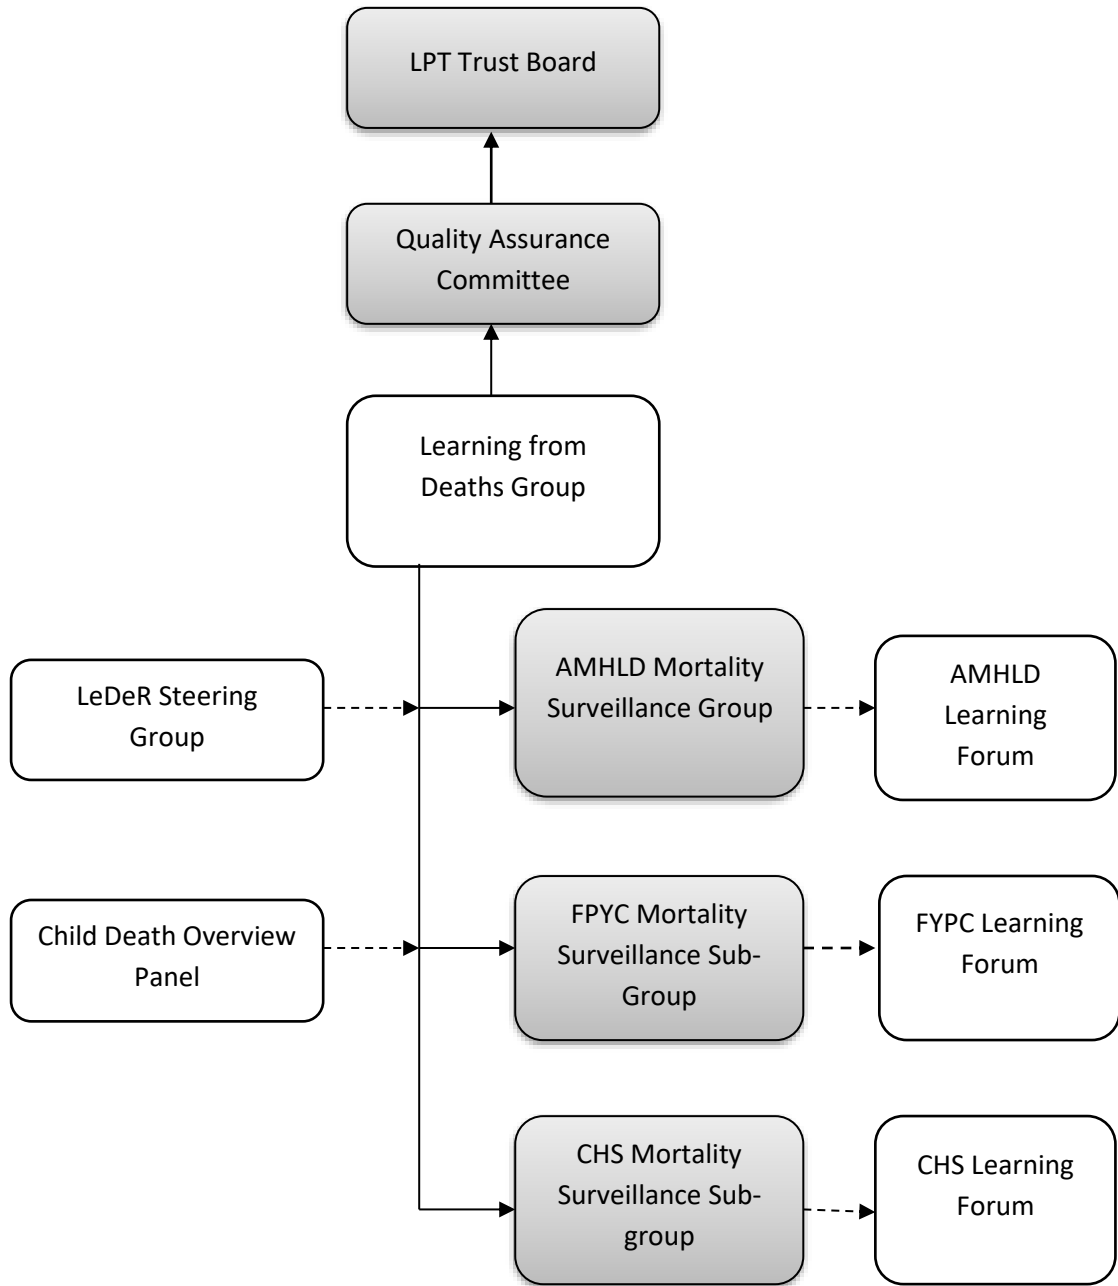 LPT Trust Board
Quality Assurance
Committee
Learning from
Deaths Group
LeDeR Steering
Group
AMHLD Mortality
Surveillance Group
AMHLD
Learning
Forum
Child Death Overview
Panel
FPYC Mortality
Surveillance Sub-
Group
FYPC Learning
Forum
CHS Mortality
Surveillance Sub-
group
CHS Learning
Forum